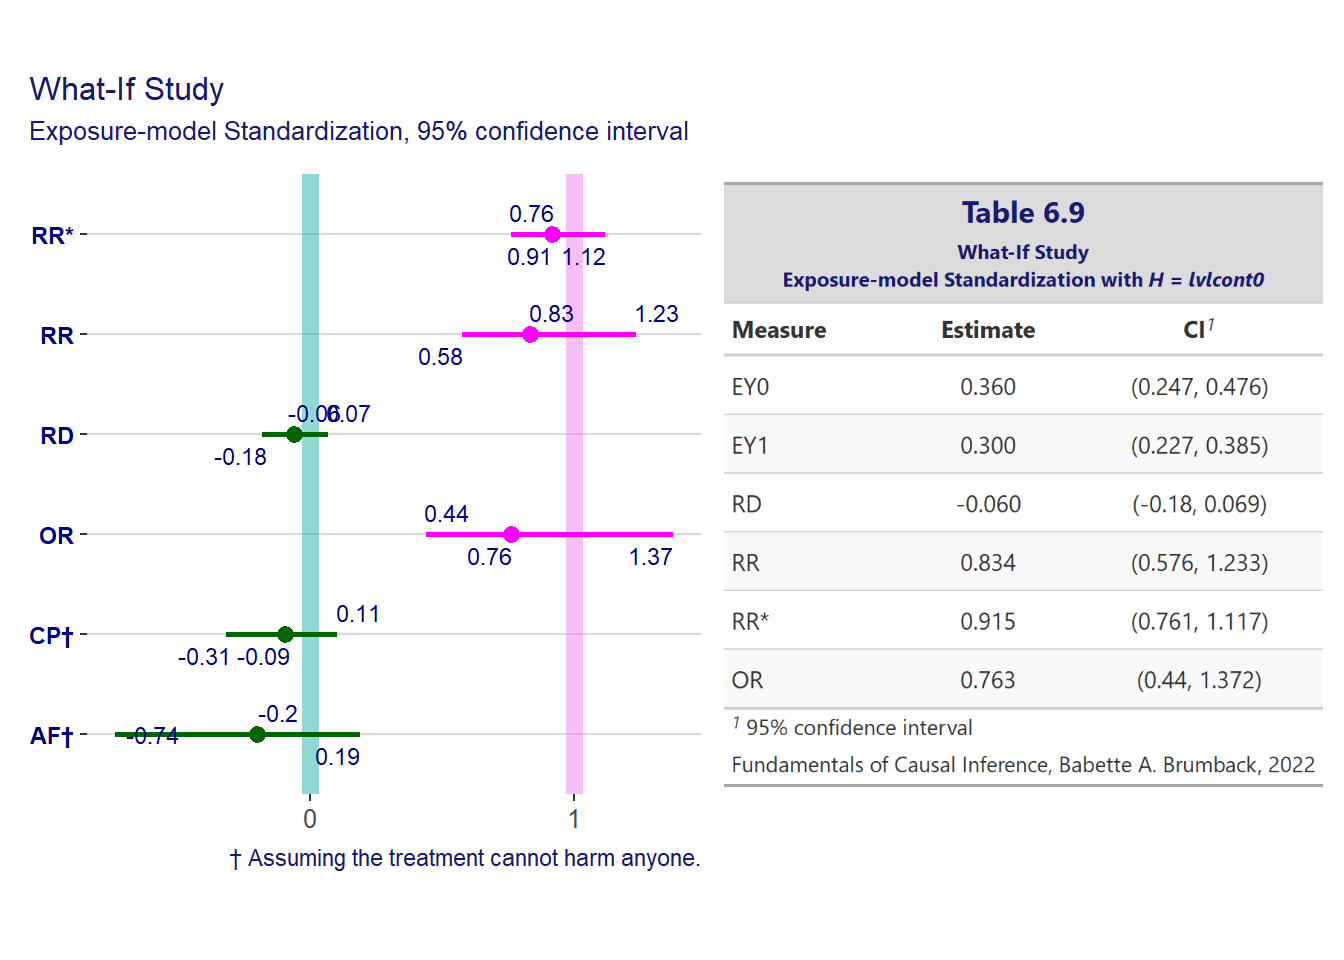 What-If Study
Exposure-model Standardization, 95% confidence interval
RR*
0.76
0.91 1.12
RR
0.83 1.23
0.58
RD
-0.06 0.07
-0.18
OR
0.44
0.76 1.37
CP†
0.11
-0.31 -0.09
AF†
-0.2
-0.74
0.19
0 1
† Assuming the treatment cannot harm anyone.
Table 6.9
What-If Study
Exposure-model Standardization with H = lvlcont0
Measure Estimate CI1
EY0 0.360 (0.247, 0.476)
EY1 0.300 (0.227, 0.385)
RD -0.060 (-0.18, 0.069)
RR 0.834 (0.576, 1.233)
RR* 0.915 (0.761, 1.117)
OR 0.763 (0.44, 1.372)
1 95% confidence interval
Fundamentals of Causal Inference, Babette A. Brumback, 2022